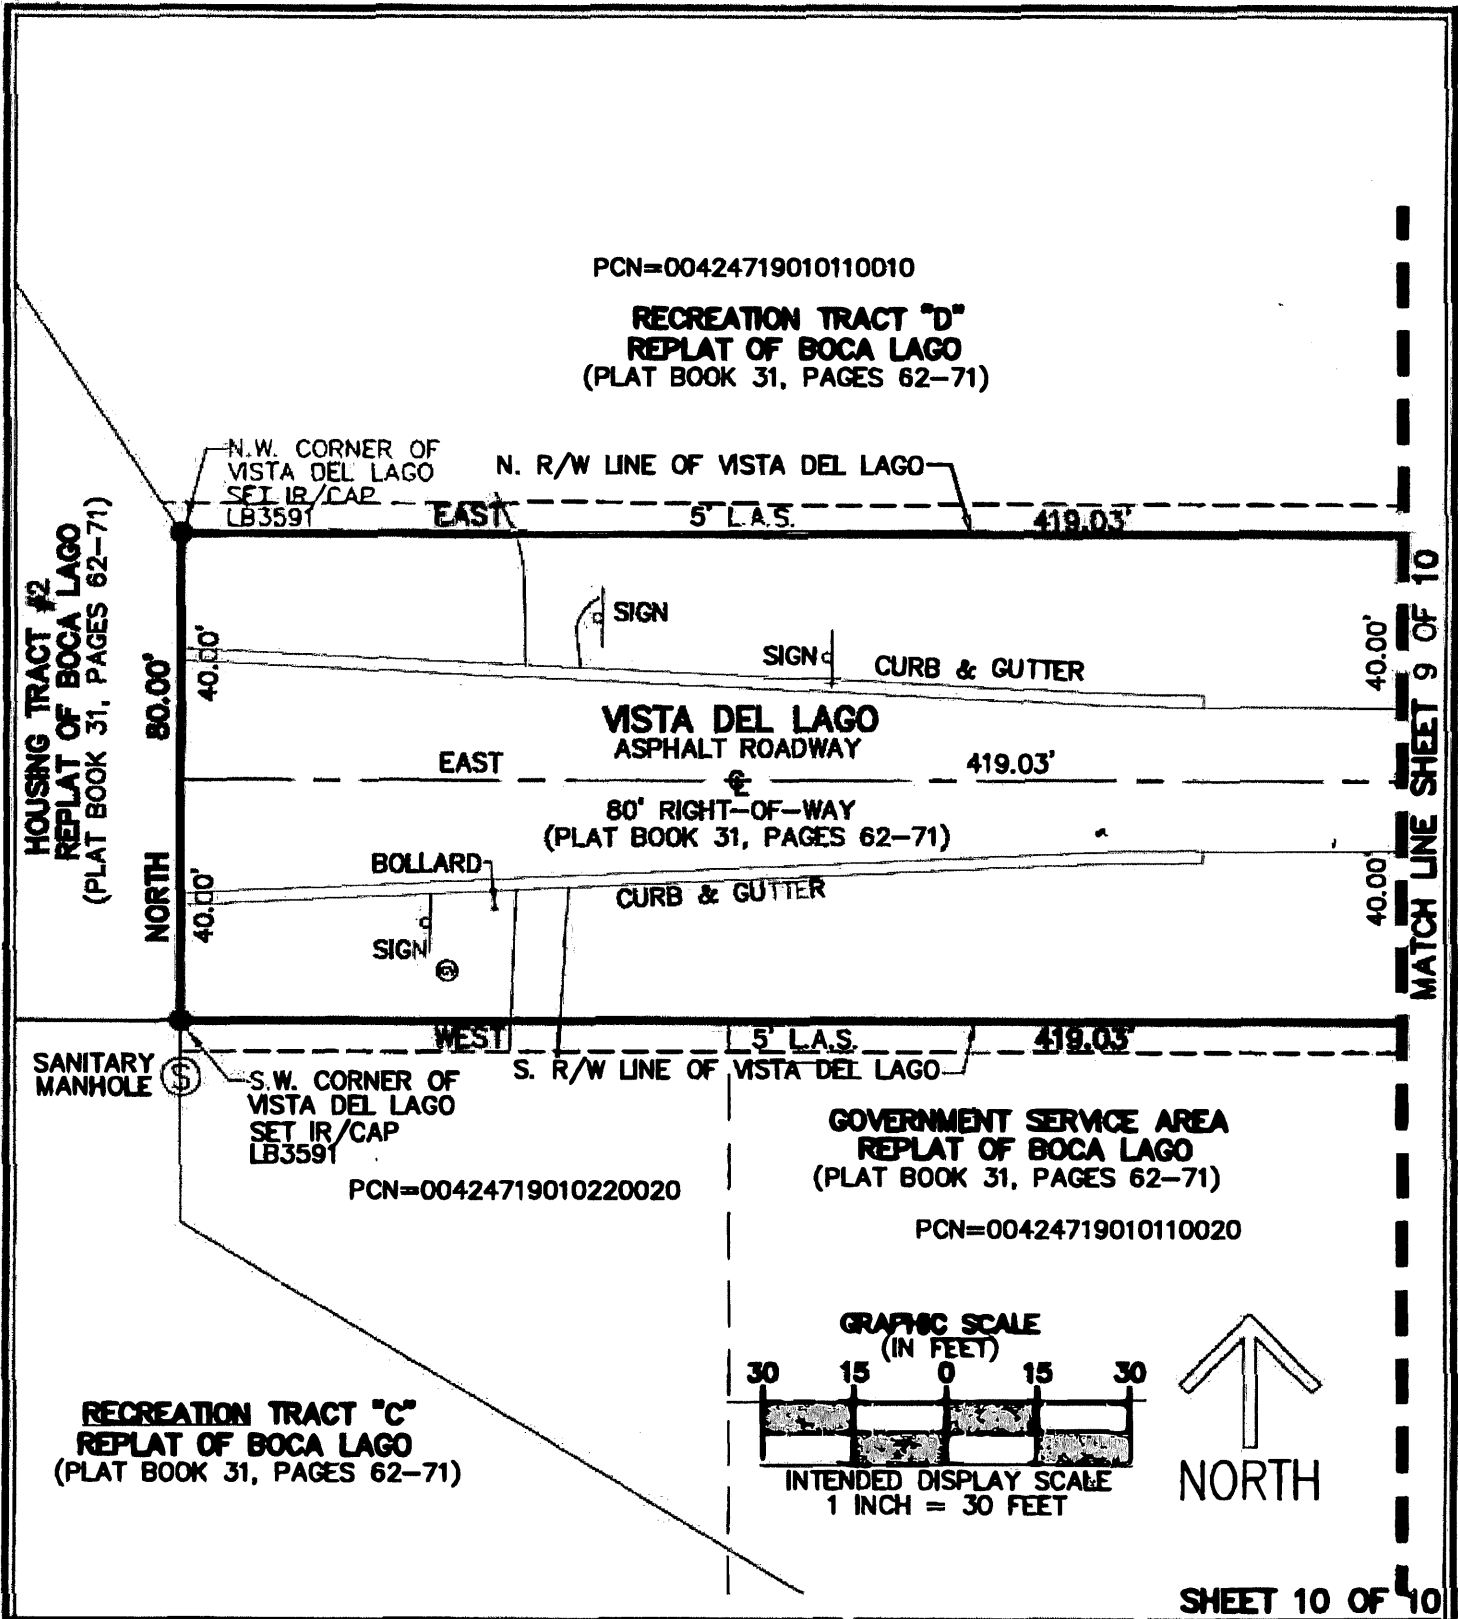 PCN=00424719010110010
RECREATION TRACT "D"
REPLAT OF BOCA LAGO
(PLAT BOOK 31, PAGES 62-71)
N.W. CORNER OF
VISTA DEL LAGO
SET IR/CAP
LB3591
N. R/W LINE OF VISTA DEL LAGO
EAST
5' L.A.S.
419.03'
HOUSING TRACT #2
REPLAT OF BOCA LAGO
(PLAT BOOK 31, PAGES 62-71)
NORTH 80.00'
40.00'
40.00'
SIGN
SIGN
CURB & GUTTER
40.00'
40.00'
MATCH LINE SHEET 9 OF 10
VISTA DEL LAGO
ASPHALT ROADWAY
EAST
419.03'
80' RIGHT-OF-WAY
(PLAT BOOK 31, PAGES 62-71)
BOLLARD
CURB & GUTTER
SIGN
WEST
5' L.A.S.
419.03'
SANITARY
MANHOLE
S
S. R/W LINE OF VISTA DEL LAGO
S.W. CORNER OF
VISTA DEL LAGO
SET IR/CAP
LB3591
PCN=00424719010220020
GOVERNMENT SERVICE AREA
REPLAT OF BOCA LAGO
(PLAT BOOK 31, PAGES 62-71)
PCN=00424719010110020
GRAPHIC SCALE
(IN FEET)
30 15 0 15 30
INTENDED DISPLAY SCALE
1 INCH = 30 FEET
NORTH
RECREATION TRACT "C"
REPLAT OF BOCA LAGO
(PLAT BOOK 31, PAGES 62-71)
SHEET 10 OF 10